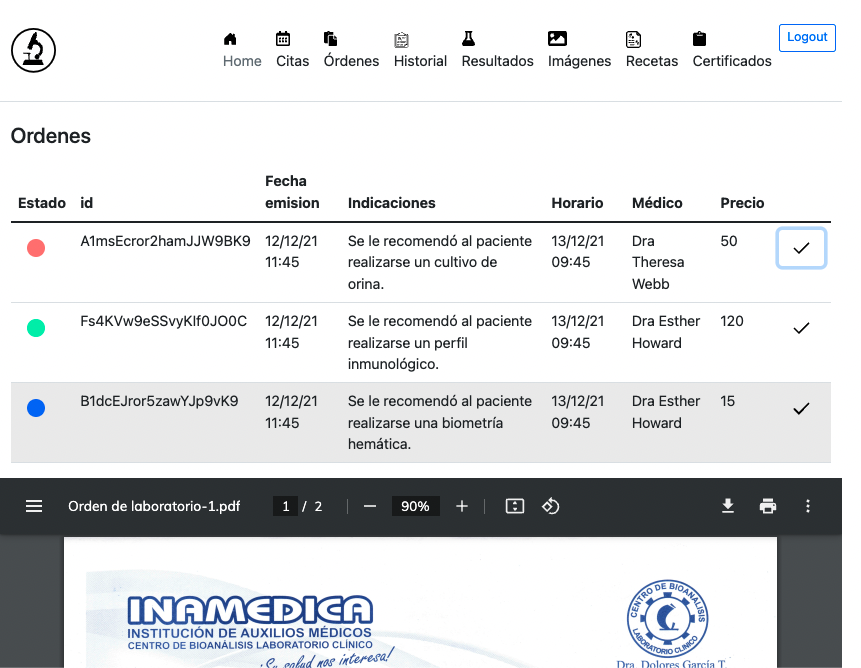 Home Citas Órdenes Historial Resultados Imágenes Recetas Certificados Logout
Ordenes
Estado id Fecha emision Indicaciones Horario Médico Precio
A1msEcror2hamJJW9BK9 12/12/21 Se le recomendó al paciente 13/12/21 Dra 50
11:45 realizarse un cultivo de 09:45 Theresa
orina. Webb
Fs4KVw9eSSvyKlf0JO0C 12/12/21 Se le recomendó al paciente 13/12/21 Dra Esther 120
11:45 realizarse un perfil 09:45 Howard
inmunológico.
B1dcEJror5zawYJp9vK9 12/12/21 Se le recomendó al paciente 13/12/21 Dra Esther 15
11:45 realizarse una biometría 09:45 Howard
hemática.
Orden de laboratorio-1.pdf 1 / 2 90%
INAMEDICA
INSTITUCIÓN DE AUXILIOS MÉDICOS
CENTRO DE BIOANÁLISIS LABORATORIO CLÍNICO
¡Su salud nos interesa!
CENTRO DE BIOANALISIS
LABORATORIO CLINICO
Dra. Dolores García T.